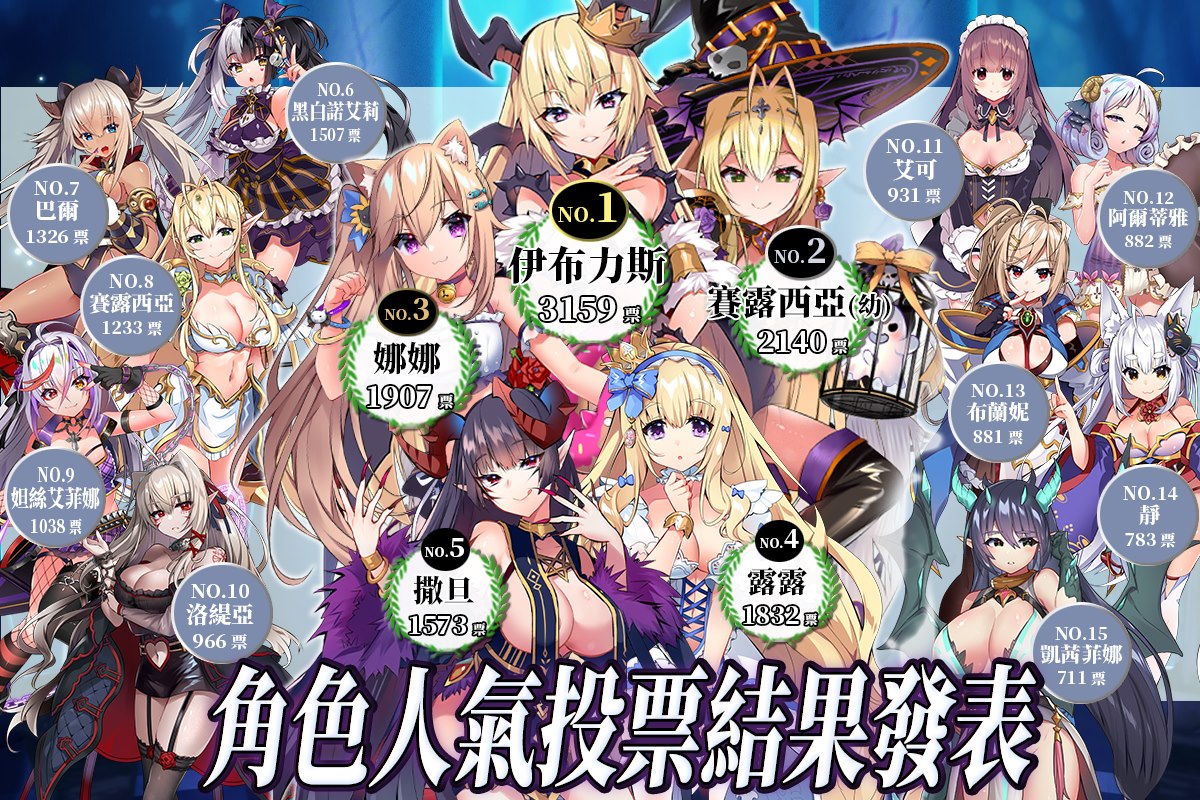 NO.1
伊布力斯
3159票
NO.2
賽露西亞(幼)
2140票
NO.3
娜娜
1907票
NO.4
露露
1832票
NO.5
撒旦
1573票
NO.6
黑白諾艾莉
1507票
NO.7
巴爾
1326票
NO.8
賽露西亞
1233票
NO.9
妲絲艾菲娜
1038票
NO.10
洛緹亞
966票
NO.11
艾可
931票
NO.12
阿爾蒂雅
882票
NO.13
布蘭妮
881票
NO.14
靜
783票
NO.15
凱茜菲娜
711票
角色人氣投票結果發表